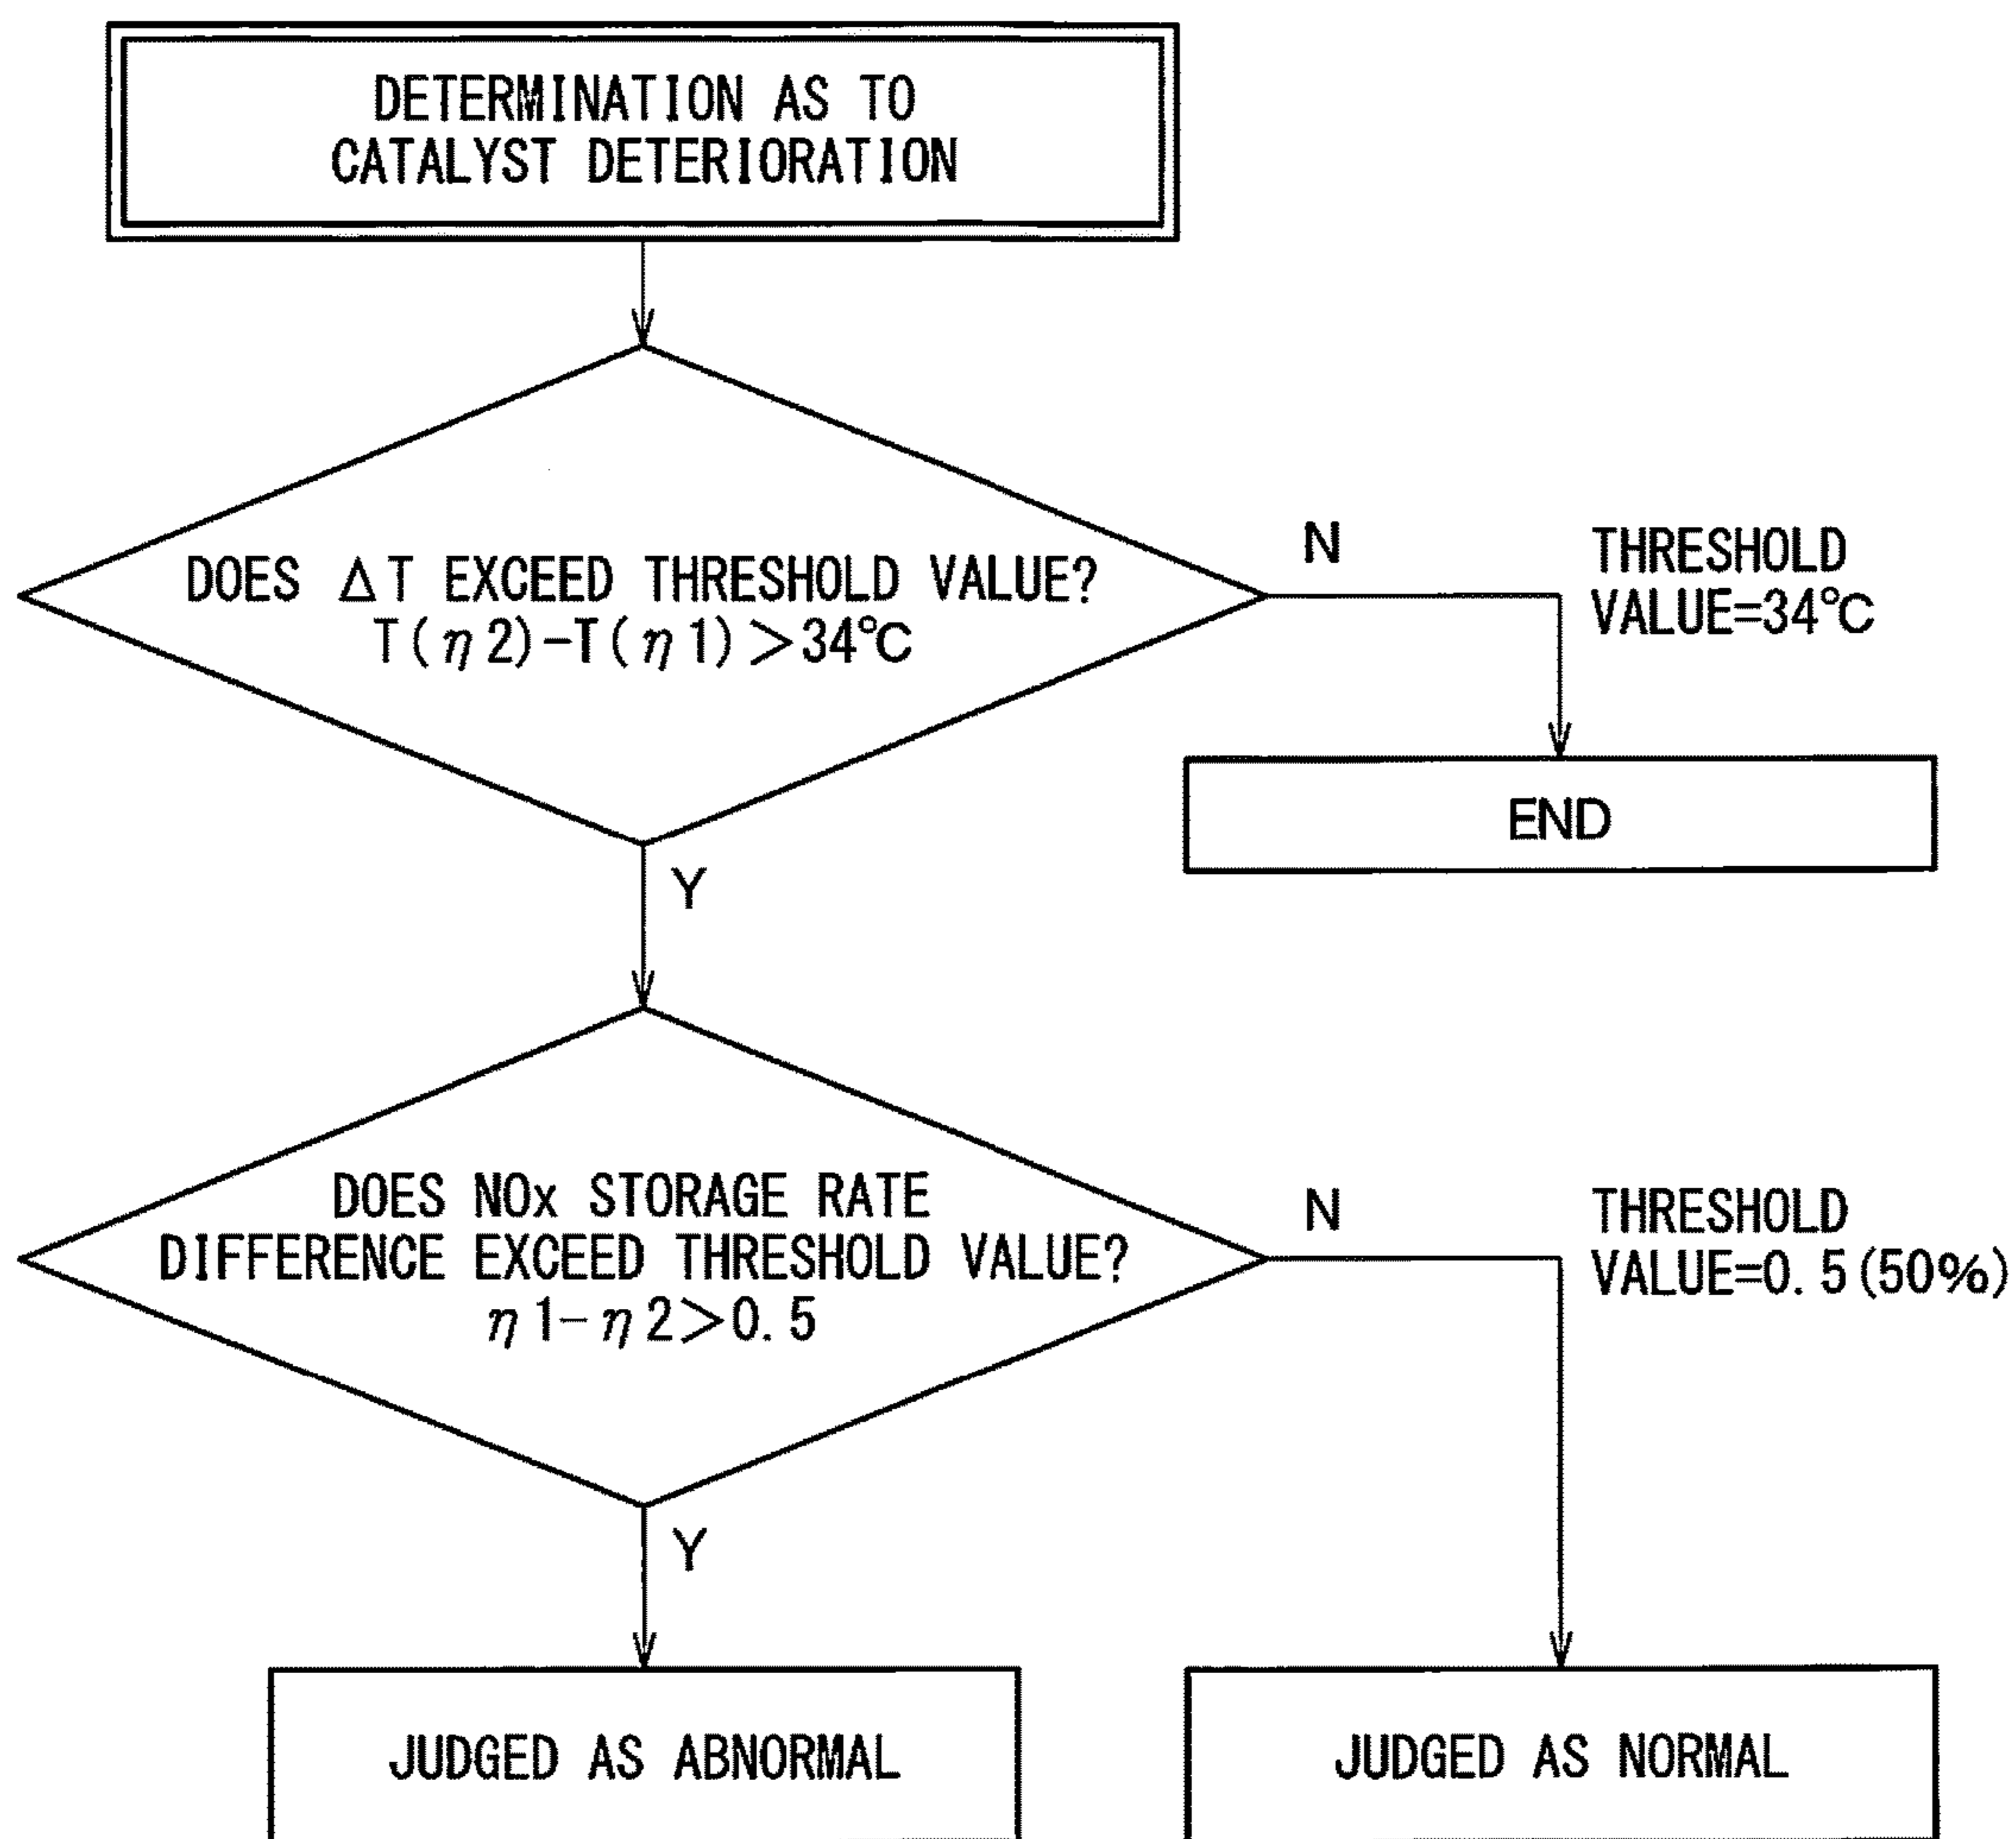 DETERMINATION AS TO
CATALYST DETERIORATION
DOES ΔT EXCEED THRESHOLD VALUE?
T(η2)-T(η1)>34℃
N
THRESHOLD
VALUE=34℃
END
Y
DOES NOx STORAGE RATE
DIFFERENCE EXCEED THRESHOLD VALUE?
η1-η2>0.5
N
THRESHOLD
VALUE=0.5(50%)
Y
JUDGED AS ABNORMAL
JUDGED AS NORMAL